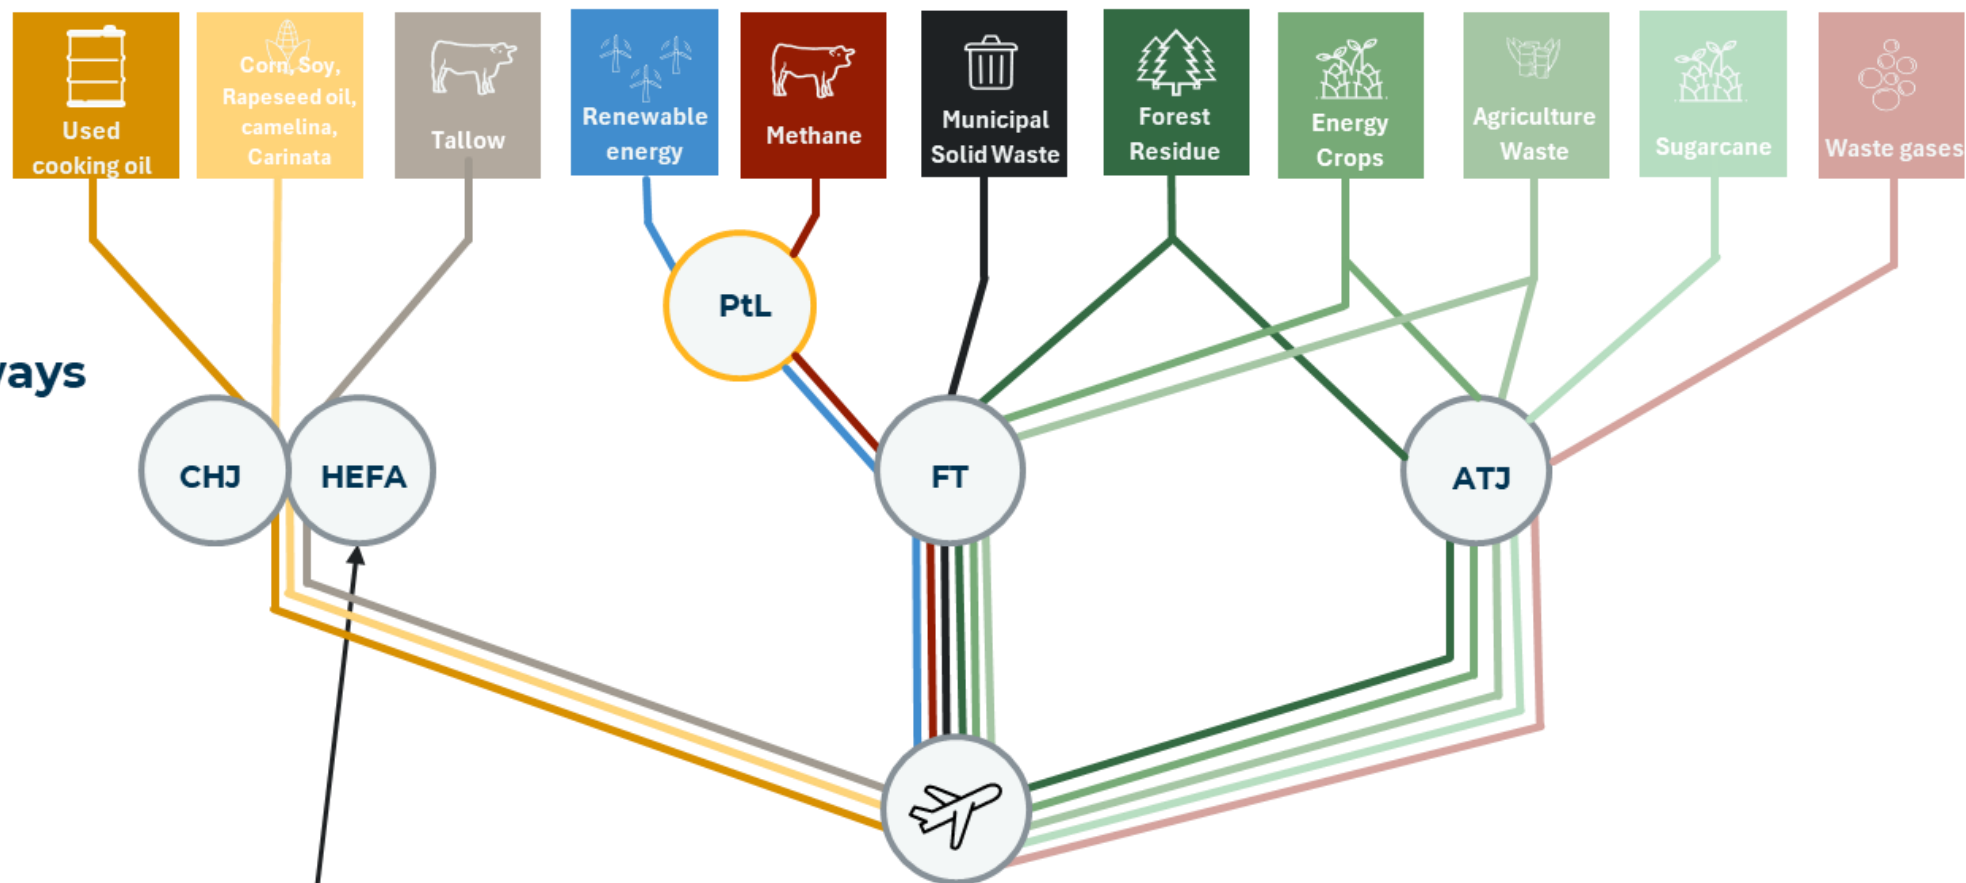 Used
cooking oil
Corn, Soy,
Rapeseed oil,
camelina,
Carinata
Tallow
Renewable
energy
Methane
Municipal
Solid Waste
Forest
Residue
Energy
Crops
Agriculture
Waste
Sugarcane
Waste gases
PtL
ways
CHJ
HEFA
FT
ATJ